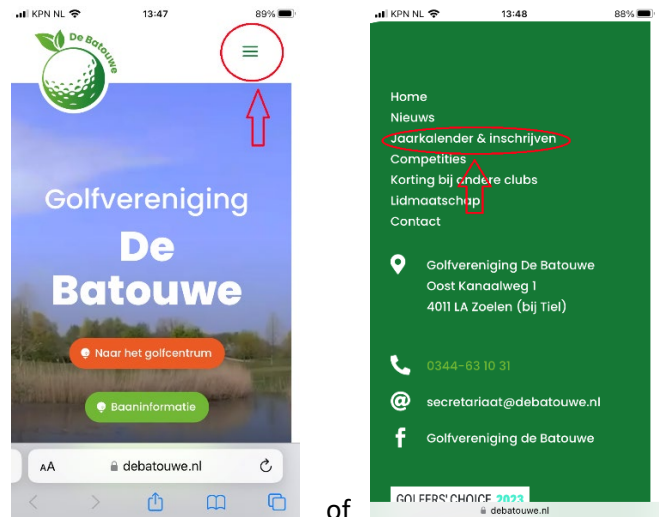 KPN NL 13:47 89%
De Batouwe
Golfvereniging
De
Batouwe
Naar het golfcentrum
Baaninformatie
AA debatouwe.nl
of
KPN NL 13:48 88%
Home
Nieuws
Jaarkalender & inschrijven
Competities
Korting bij andere clubs
Lidmaatschap
Contact
Golfvereniging De Batouwe
Oost Kanaalweg 1
4011 LA Zoelen (bij Tiel)
0344-63 10 31
@ secretariaat@debatouwe.nl
f Golfvereniging de Batouwe
GOLFERS' CHOICE 2023
debatouwe.nl